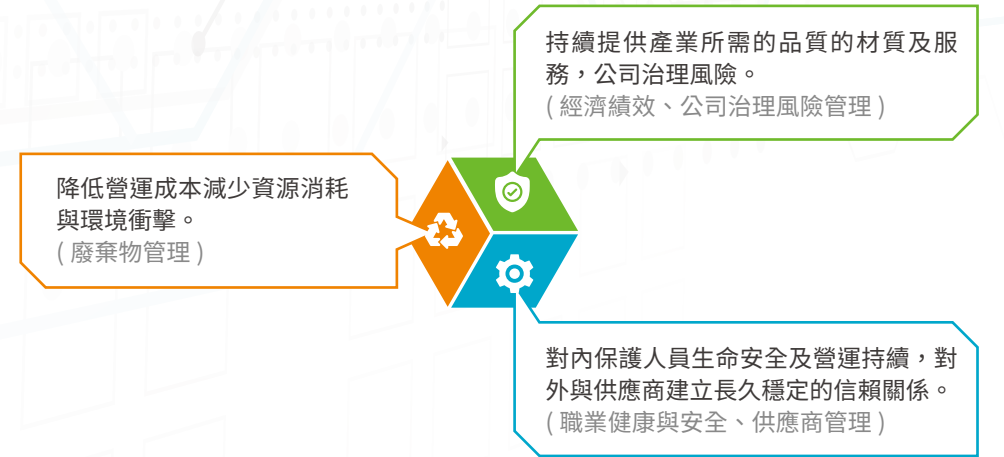 持續提供產業所需的品質的材質及服
務，公司治理風險。
( 經濟績效、公司治理風險管理 )
降低營運成本減少資源消耗
與環境衝擊。
( 廢棄物管理 )
對內保護人員生命安全及營運持續，對
外與供應商建立長久穩定的信賴關係。
( 職業健康與安全、供應商管理 )